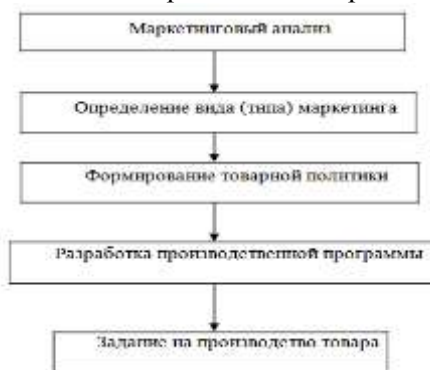 Маркетинговый анализ
Определение вида (типа) маркетинга
Формирование товарной политики
Разработка производственной программы
Задание на производство товара